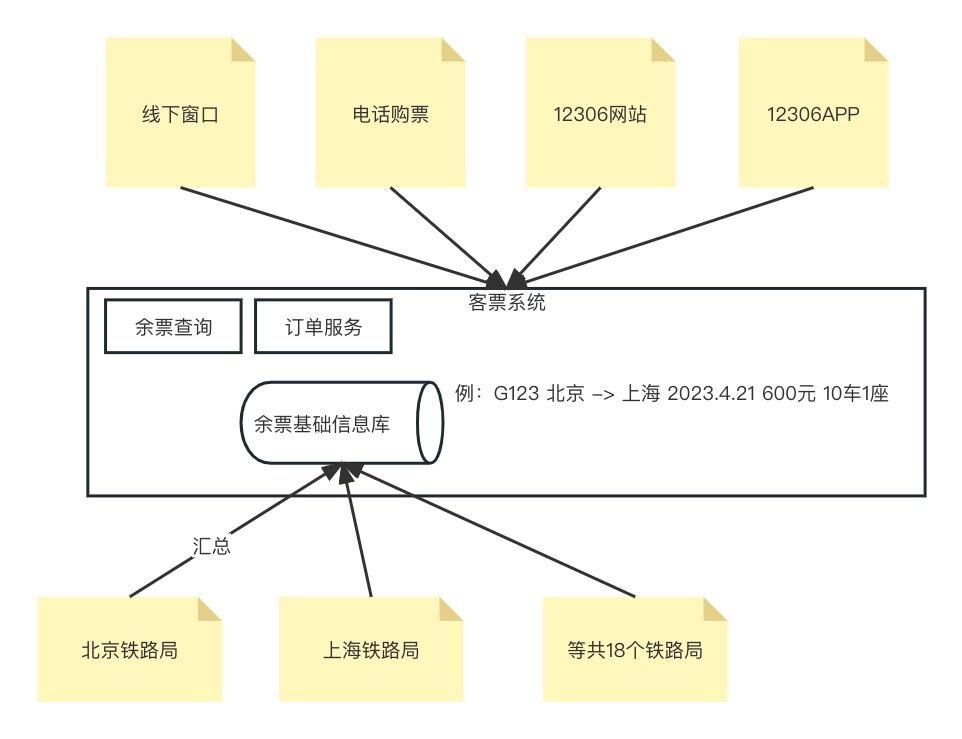 线下窗口
电话购票
12306网站
12306APP
客票系统
余票查询
订单服务
例：G123 北京 –> 上海 2023.4.21 600元 10车1座
余票基础信息库
汇总
北京铁路局
上海铁路局
等共18个铁路局